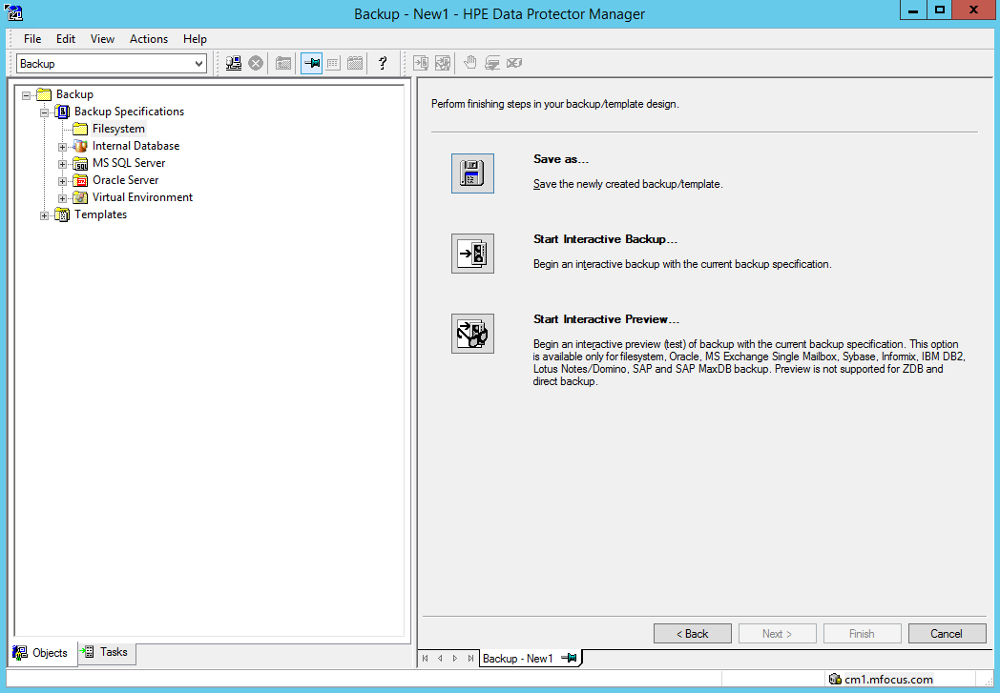 Backup - New1 - HPE Data Protector Manager
File Edit View Actions Help
Backup
Backup
Backup Specifications
Filesystem
Internal Database
MS SQL Server
Oracle Server
Virtual Environment
Templates
Perform finishing steps in your backup/template design.
Save as...
Save the newly created backup/template.
Start Interactive Backup...
Begin an interactive backup with the current backup specification.
Start Interactive Preview...
Begin an interactive preview (test) of backup with the current backup specification. This option
is available only for filesystem, Oracle, MS Exchange Single Mailbox, Sybase, Informix, IBM DB2,
Lotus Notes/Domino, SAP and SAP MaxDB backup. Preview is not supported for ZDB and
direct backup.
< Back Next > Finish Cancel
Objects Tasks
Backup - New1
cm1.mfocus.com